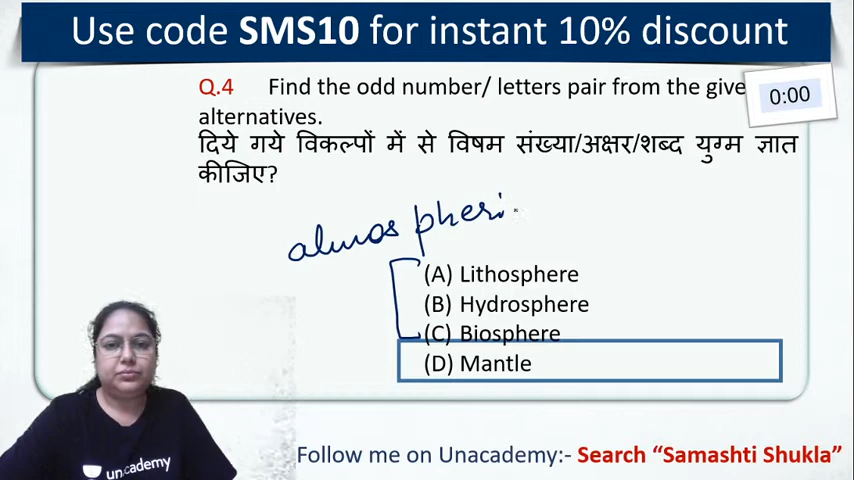 Use code SMS10 for instant 10% discount
Q.4 Find the odd number/ letters pair from the give
0:00
alternatives.
दिये गये विकल्पों में से विषम संख्या/अक्षर/शब्द युग्म ज्ञात
कीजिए?
(A) Lithosphere
(B) Hydrosphere
(C) Biosphere
(D) Mantle
unacademy
Follow me on Unacademy:- Search “Samashti Shukla”